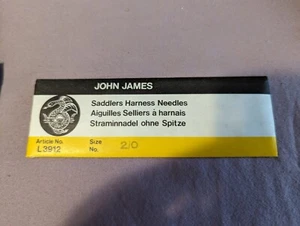 JOHN JAMES
Saddlers Harness Needles
Aiguilles Selliers à harnais
Straminnadel ohne Spitze
Article No. Size
L3912 No. 2/0